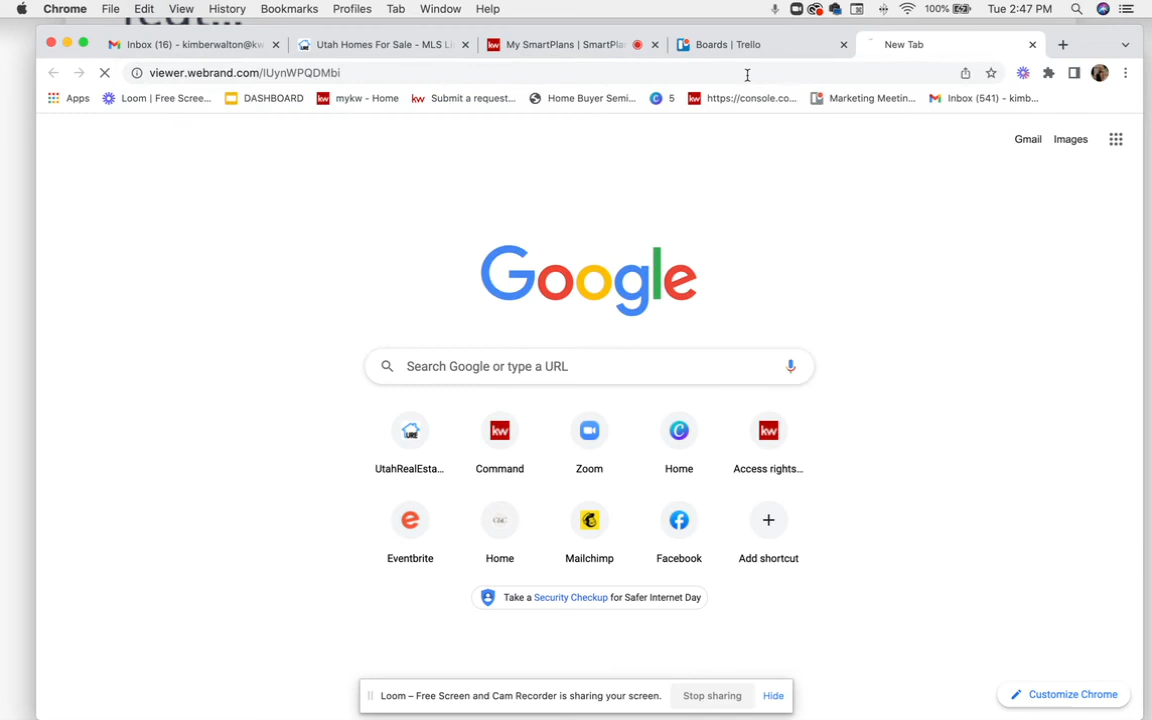 Chrome File Edit View History Bookmarks Profiles Tab Window Help 100% Tue 2:47 PM
Inbox (16) - kimberwalton@kw Utah Homes For Sale - MLS Li My SmartPlans | SmartPla Boards | Trello New Tab
viewer.webrand.com/IUynWPQDMbi
Apps Loom | Free Scree... DASHBOARD mykw - Home Submit a request... Home Buyer Semi... 5 https://console.co... Marketing Meetin... Inbox (541) - kimb...
Gmail Images
Google
Search Google or type a URL
URE kw kw
UtahRealEsta... Command Zoom Home Access rights...
Eventbrite Home Mailchimp Facebook Add shortcut
Take a Security Checkup for Safer Internet Day
Loom – Free Screen and Cam Recorder is sharing your screen. Stop sharing Hide
Customize Chrome